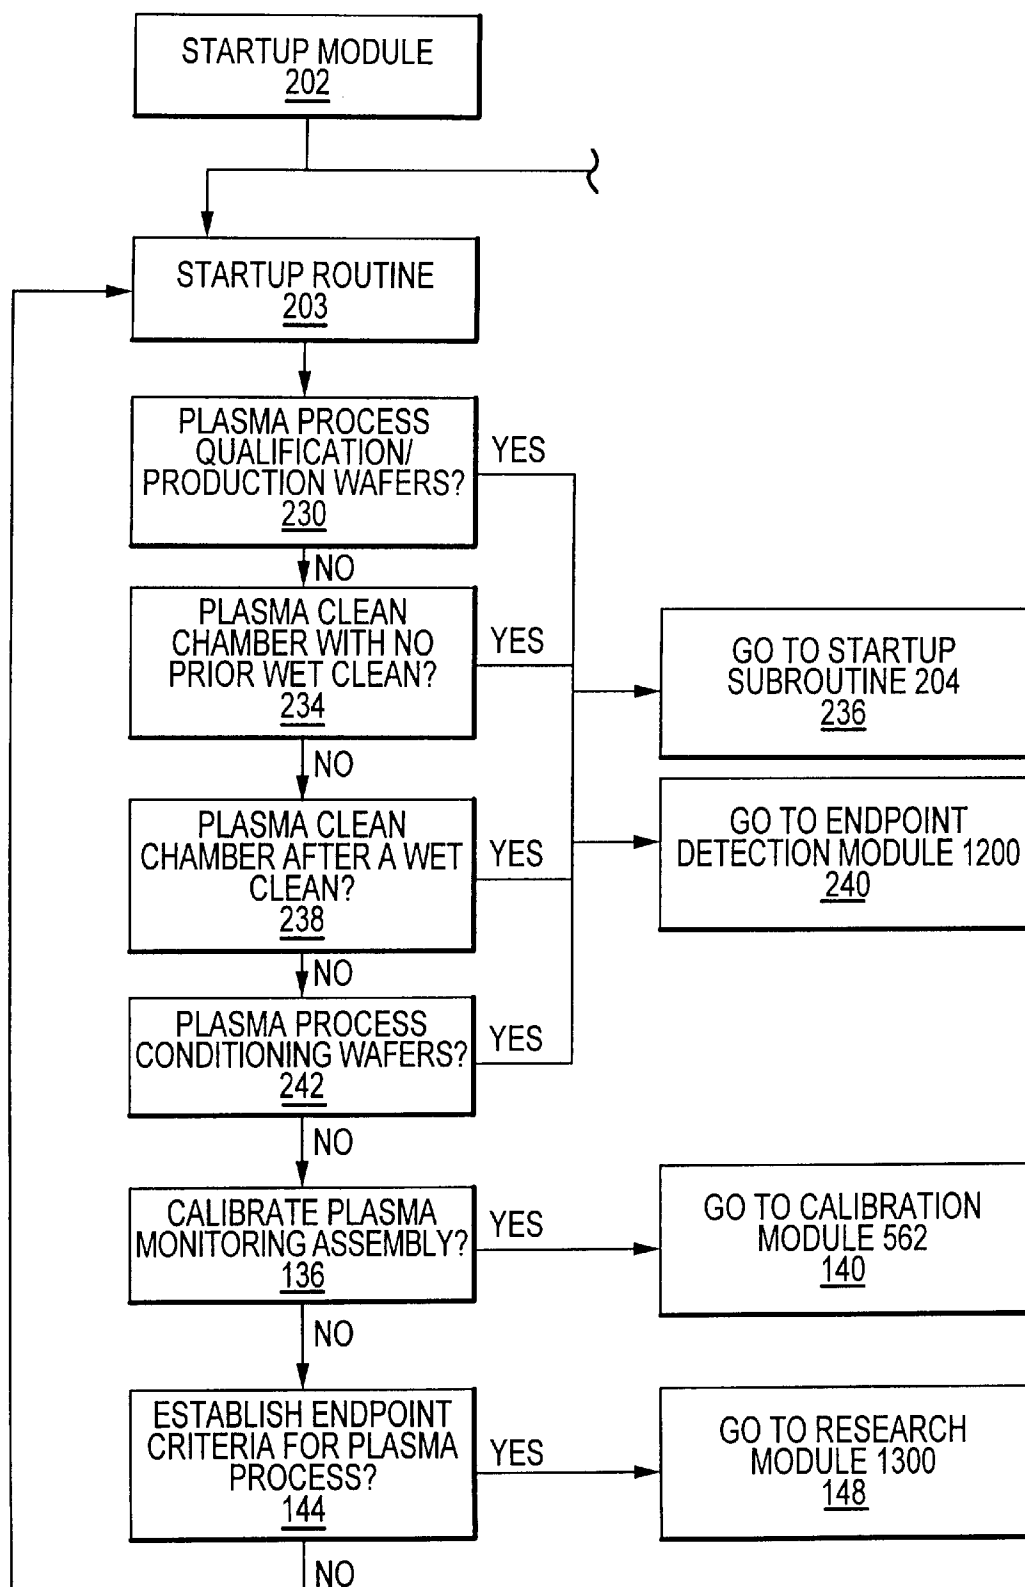 STARTUP MODULE
202
STARTUP ROUTINE
203
PLASMA PROCESS
QUALIFICATION/
PRODUCTION WAFERS?
230
YES
NO
PLASMA CLEAN
CHAMBER WITH NO
PRIOR WET CLEAN?
234
YES
GO TO STARTUP
SUBROUTINE 204
236
NO
PLASMA CLEAN
CHAMBER AFTER A WET
CLEAN?
238
YES
GO TO ENDPOINT
DETECTION MODULE 1200
240
NO
PLASMA PROCESS
CONDITIONING WAFERS?
242
YES
NO
CALIBRATE PLASMA
MONITORING ASSEMBLY?
136
YES
GO TO CALIBRATION
MODULE 562
140
NO
ESTABLISH ENDPOINT
CRITERIA FOR PLASMA
PROCESS?
144
YES
GO TO RESEARCH
MODULE 1300
148
NO